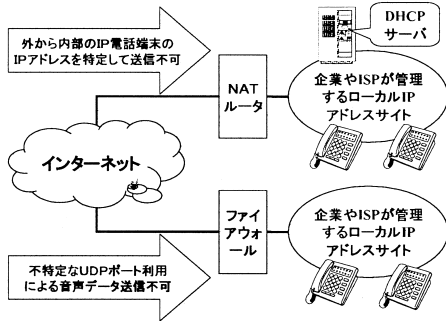 外から内部のIP電話端末の
IPアドレスを特定して送信不可
DHCP
サーバ
NAT
ルータ
企業やISPが管理
するローカルIP
アドレスサイト
インターネット
ファイ
アウォ
ール
企業やISPが管理
するローカルIP
アドレスサイト
不特定なUDPポート利用
による音声データ送信不可